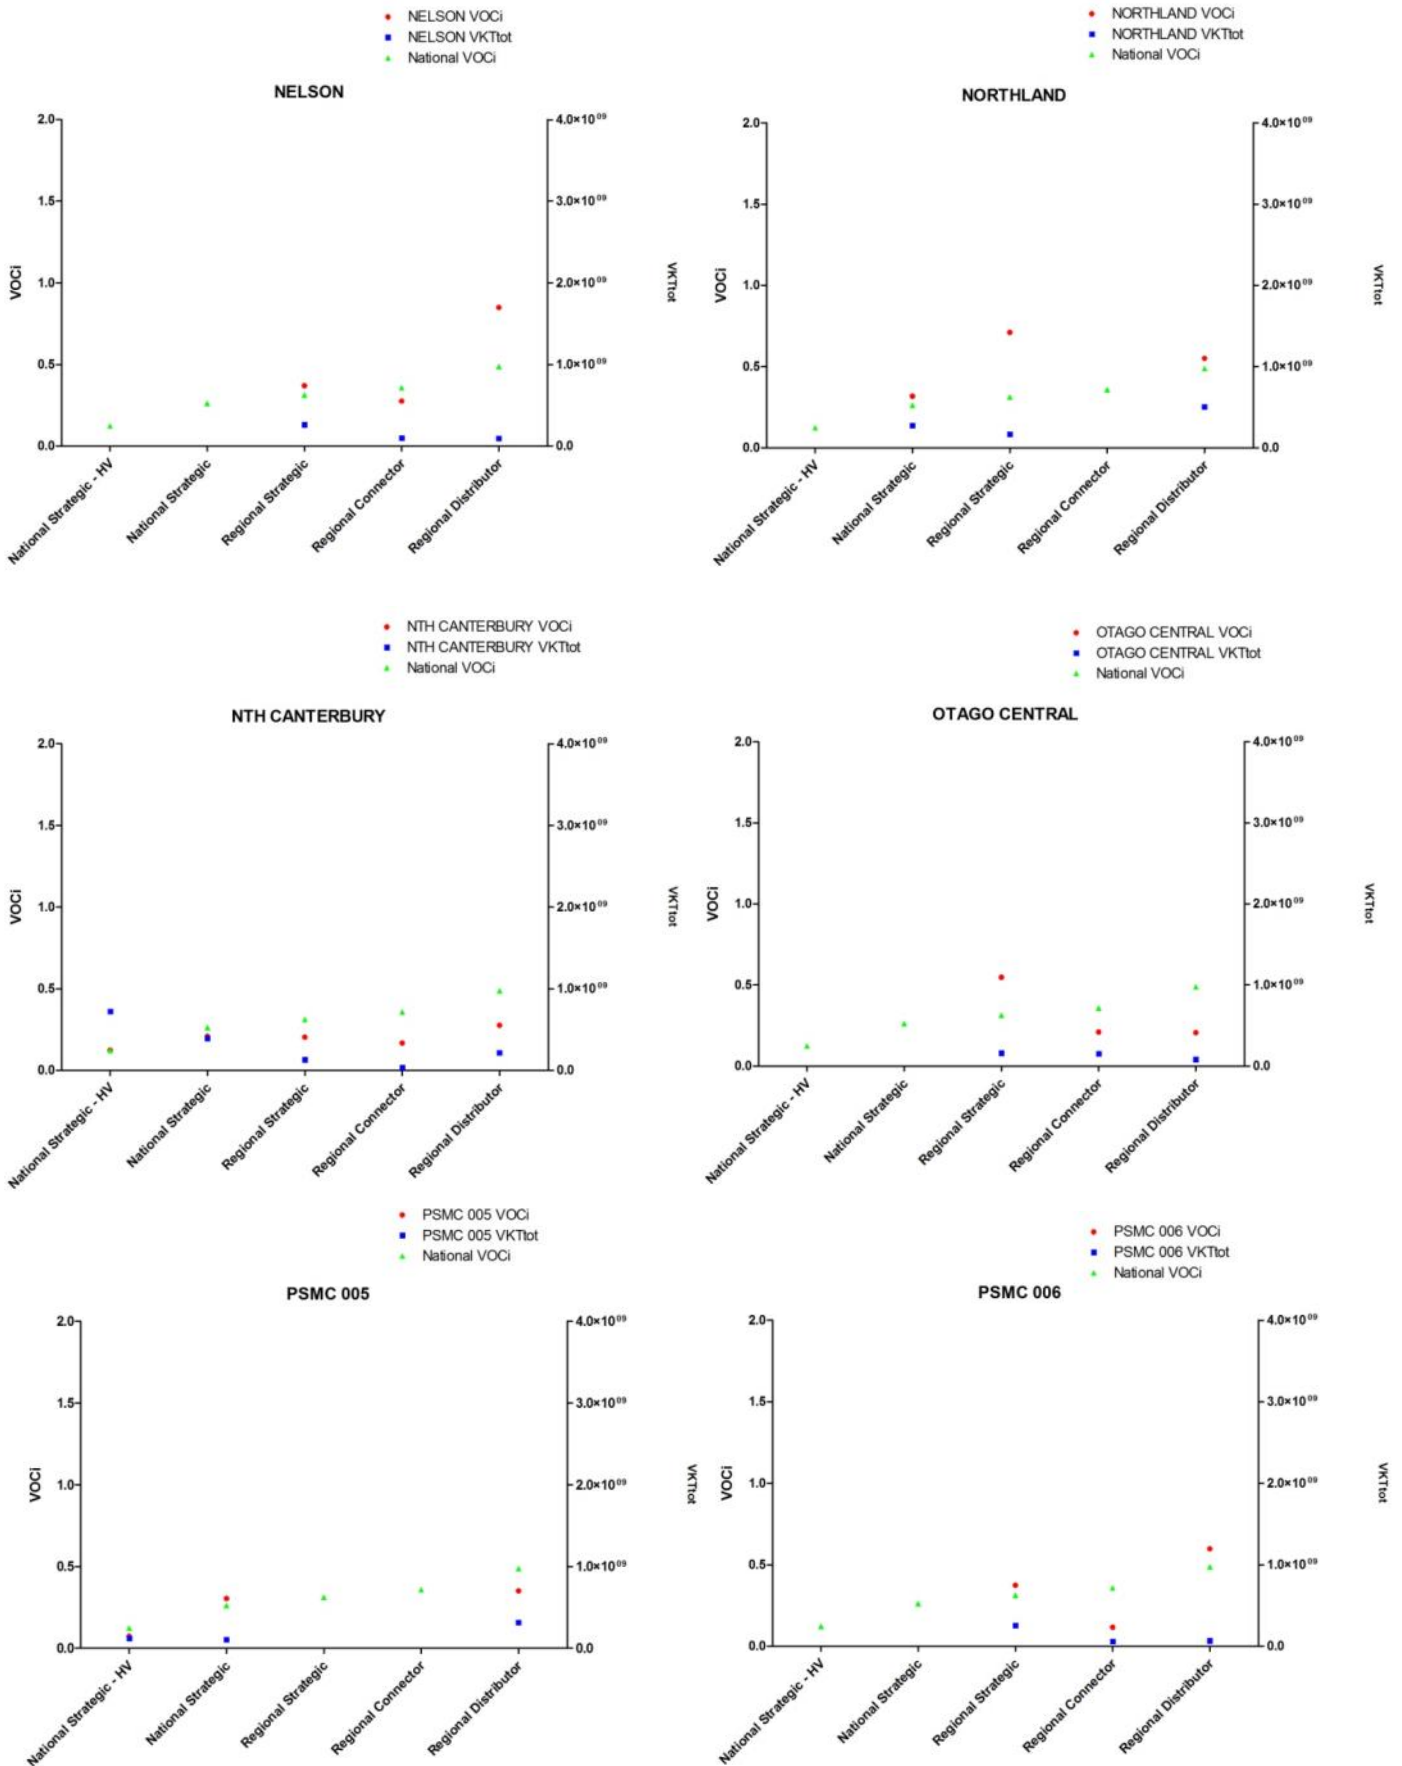 NELSON VOCi
NELSON VKTtot
National VOCi
NELSON
2.0
1.5
1.0
0.5
0.0
VOCi
4.0×10⁰⁹
3.0×10⁰⁹
2.0×10⁰⁹
1.0×10⁰⁹
0.0
VKTtot
National Strategic - HV
National Strategic
Regional Strategic
Regional Connector
Regional Distributor
NORTHLAND VOCi
NORTHLAND VKTtot
National VOCi
NORTHLAND
2.0
1.5
1.0
0.5
0.0
VOCi
4.0×10⁰⁹
3.0×10⁰⁹
2.0×10⁰⁹
1.0×10⁰⁹
0.0
VKTtot
National Strategic - HV
National Strategic
Regional Strategic
Regional Connector
Regional Distributor
NTH CANTERBURY VOCi
NTH CANTERBURY VKTtot
National VOCi
NTH CANTERBURY
2.0
1.5
1.0
0.5
0.0
VOCi
4.0×10⁰⁹
3.0×10⁰⁹
2.0×10⁰⁹
1.0×10⁰⁹
0.0
VKTtot
National Strategic - HV
National Strategic
Regional Strategic
Regional Connector
Regional Distributor
OTAGO CENTRAL VOCi
OTAGO CENTRAL VKTtot
National VOCi
OTAGO CENTRAL
2.0
1.5
1.0
0.5
0.0
VOCi
4.0×10⁰⁹
3.0×10⁰⁹
2.0×10⁰⁹
1.0×10⁰⁹
0.0
VKTtot
National Strategic - HV
National Strategic
Regional Strategic
Regional Connector
Regional Distributor
PSMC 005 VOCi
PSMC 005 VKTtot
National VOCi
PSMC 005
2.0
1.5
1.0
0.5
0.0
VOCi
4.0×10⁰⁹
3.0×10⁰⁹
2.0×10⁰⁹
1.0×10⁰⁹
0.0
VKTtot
National Strategic - HV
National Strategic
Regional Strategic
Regional Connector
Regional Distributor
PSMC 006 VOCi
PSMC 006 VKTtot
National VOCi
PSMC 006
2.0
1.5
1.0
0.5
0.0
VOCi
4.0×10⁰⁹
3.0×10⁰⁹
2.0×10⁰⁹
1.0×10⁰⁹
0.0
VKTtot
National Strategic - HV
National Strategic
Regional Strategic
Regional Connector
Regional Distributor